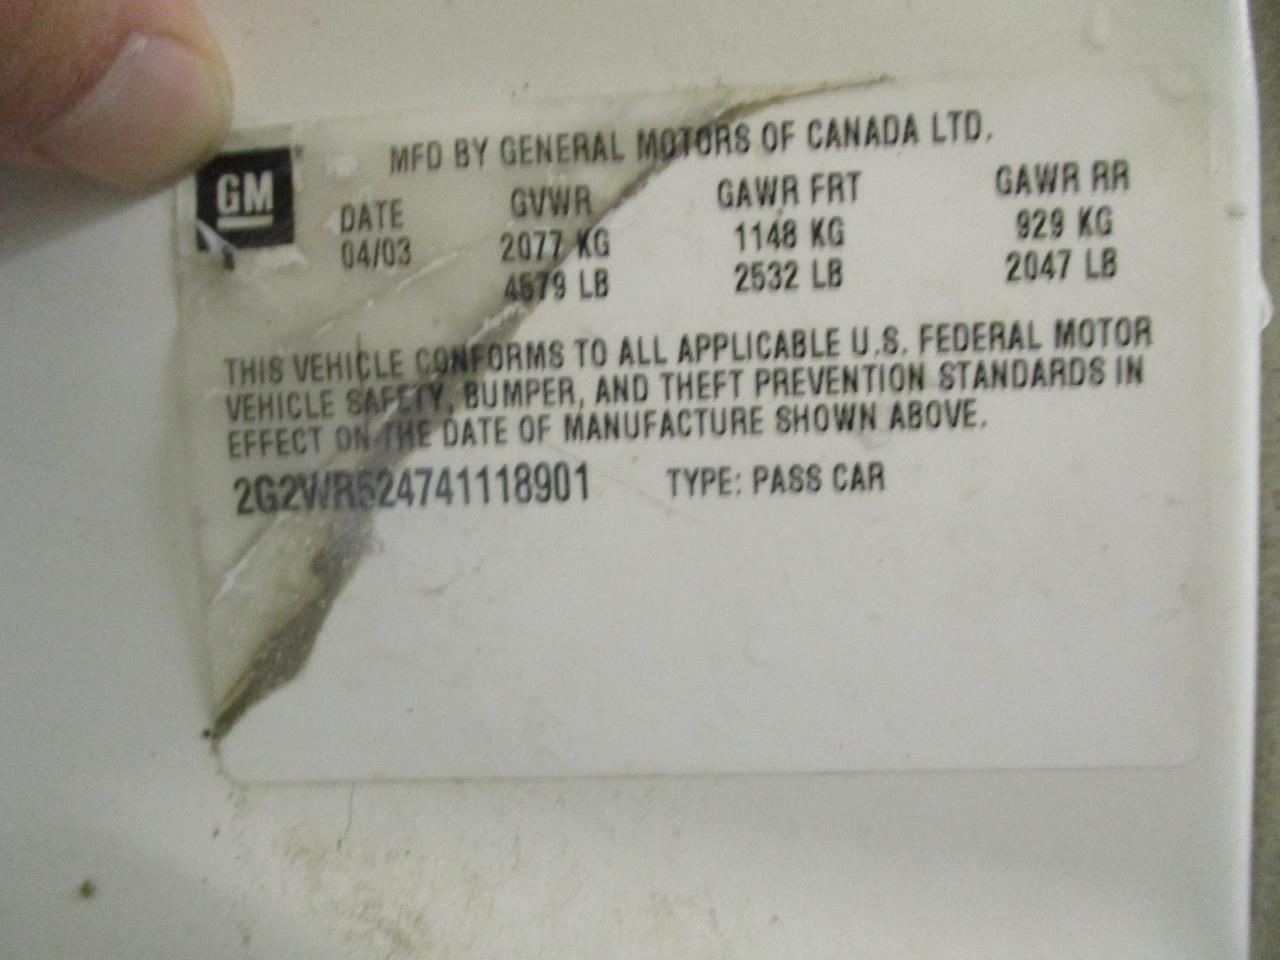 MFD BY GENERAL MOTORS OF CANADA LTD.
GM
DATE GVWR GAWR FRT GAWR RR
04/03 2077 KG 1148 KG 929 KG
4579 LB 2532 LB 2047 LB
THIS VEHICLE CONFORMS TO ALL APPLICABLE U.S. FEDERAL MOTOR
VEHICLE SAFETY, BUMPER, AND THEFT PREVENTION STANDARDS IN
EFFECT ON THE DATE OF MANUFACTURE SHOWN ABOVE.
2G2WR524741118901 TYPE: PASS CAR